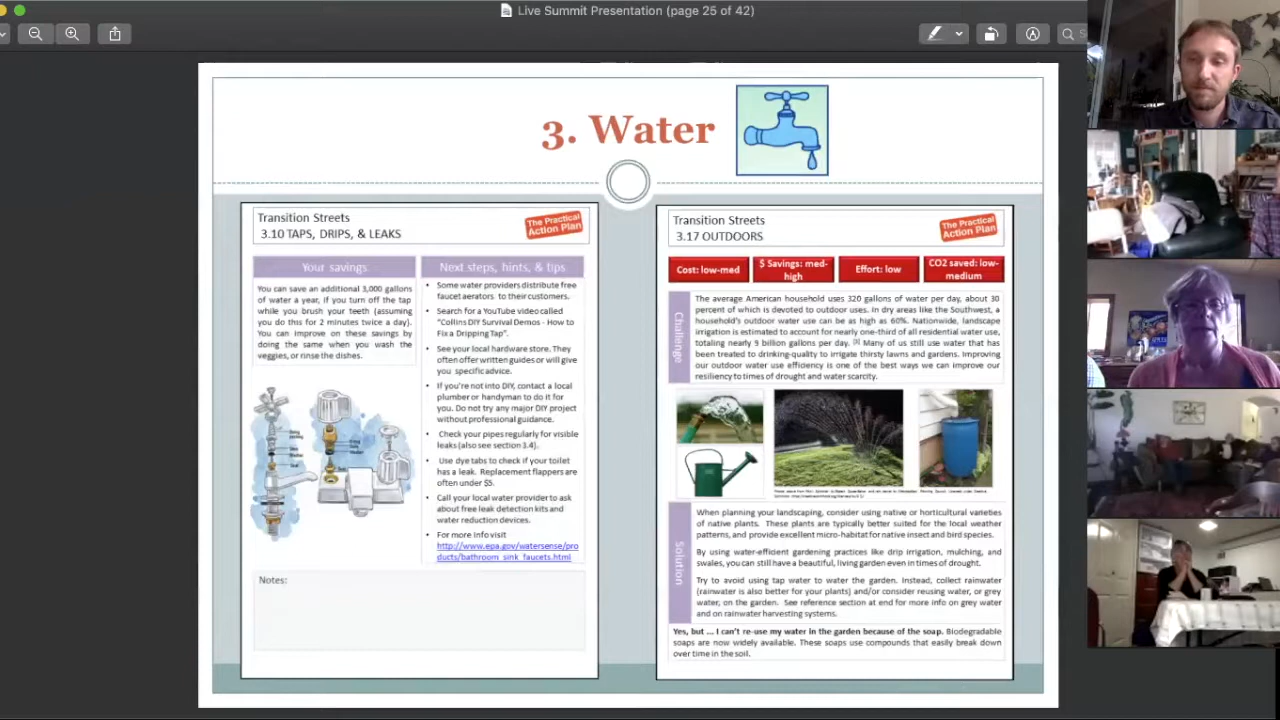 Live Summit Presentation (page 25 of 42)
3. Water
Transition Streets
3.10 TAPS, DRIPS, & LEAKS
The Practical
Action Plan
Your savings
You can save an additional 3,000 gallons
of water a year, if you turn off the tap
while you brush your teeth (assuming
you do this for 2 minutes twice a day).
You can improve on these savings by
doing the same when you wash the
veggies, or rinse the dishes.
Next steps, hints, & tips
• Some water providers distribute free
faucet aerators to their customers.
• Search for a YouTube video called
"Collins DIY Survival Demos - How to
Fix a Dripping Tap".
• See your local hardware store. They
often offer written guides or will give
you specific advice.
• If you're not into DIY, contact a local
plumber or handyman to do it for
you. Do not try any major DIY project
without professional guidance.
• Check your pipes regularly for visible
leaks (also see section 3.4).
• Use dye tabs to check if your toilet
has a leak. Replacement flappers are
often under $5.
• Call your local water provider to ask
about free leak detection kits and
water reduction devices.
• For more info visit
http://www.epa.gov/watersense/pro
ducts/bathroom_sink_faucets.html
Notes:
Transition Streets
3.17 OUTDOORS
The Practical
Action Plan
Cost: low-med
$ Savings: med-
high
Effort: low
CO2 saved: low-
medium
Challenge
The average American household uses 320 gallons of water per day, about 30
percent of which is devoted to outdoor uses. In dry areas like the Southwest, a
household's outdoor water use can be as high as 60%. Nationwide, landscape
irrigation is estimated to account for nearly one-third of all residential water use,
totaling nearly 9 billion gallons per day. Many of us still use water that has
been treated to drinking-quality to irrigate thirsty lawns and gardens. Improving
our outdoor water use efficiency is one of the best ways we can improve our
resiliency to times of drought and water scarcity.
Solution
When planning your landscaping, consider using native or horticultural varieties
of native plants. These plants are typically better suited for the local weather
patterns, and provide excellent micro-habitat for native insect and bird species.
By using water-efficient gardening practices like drip irrigation, mulching, and
swales, you can still have a beautiful, living garden even in times of drought.
Try to avoid using tap water to water the garden. Instead, collect rainwater
(rainwater is also better for your plants) and/or consider reusing water, or grey
water, on the garden. See reference section at end for more info on grey water
and on rainwater harvesting systems.
Yes, but ... I can't re-use my water in the garden because of the soap. Biodegradable
soaps are now widely available. These soaps use compounds that easily break down
over time in the soil.